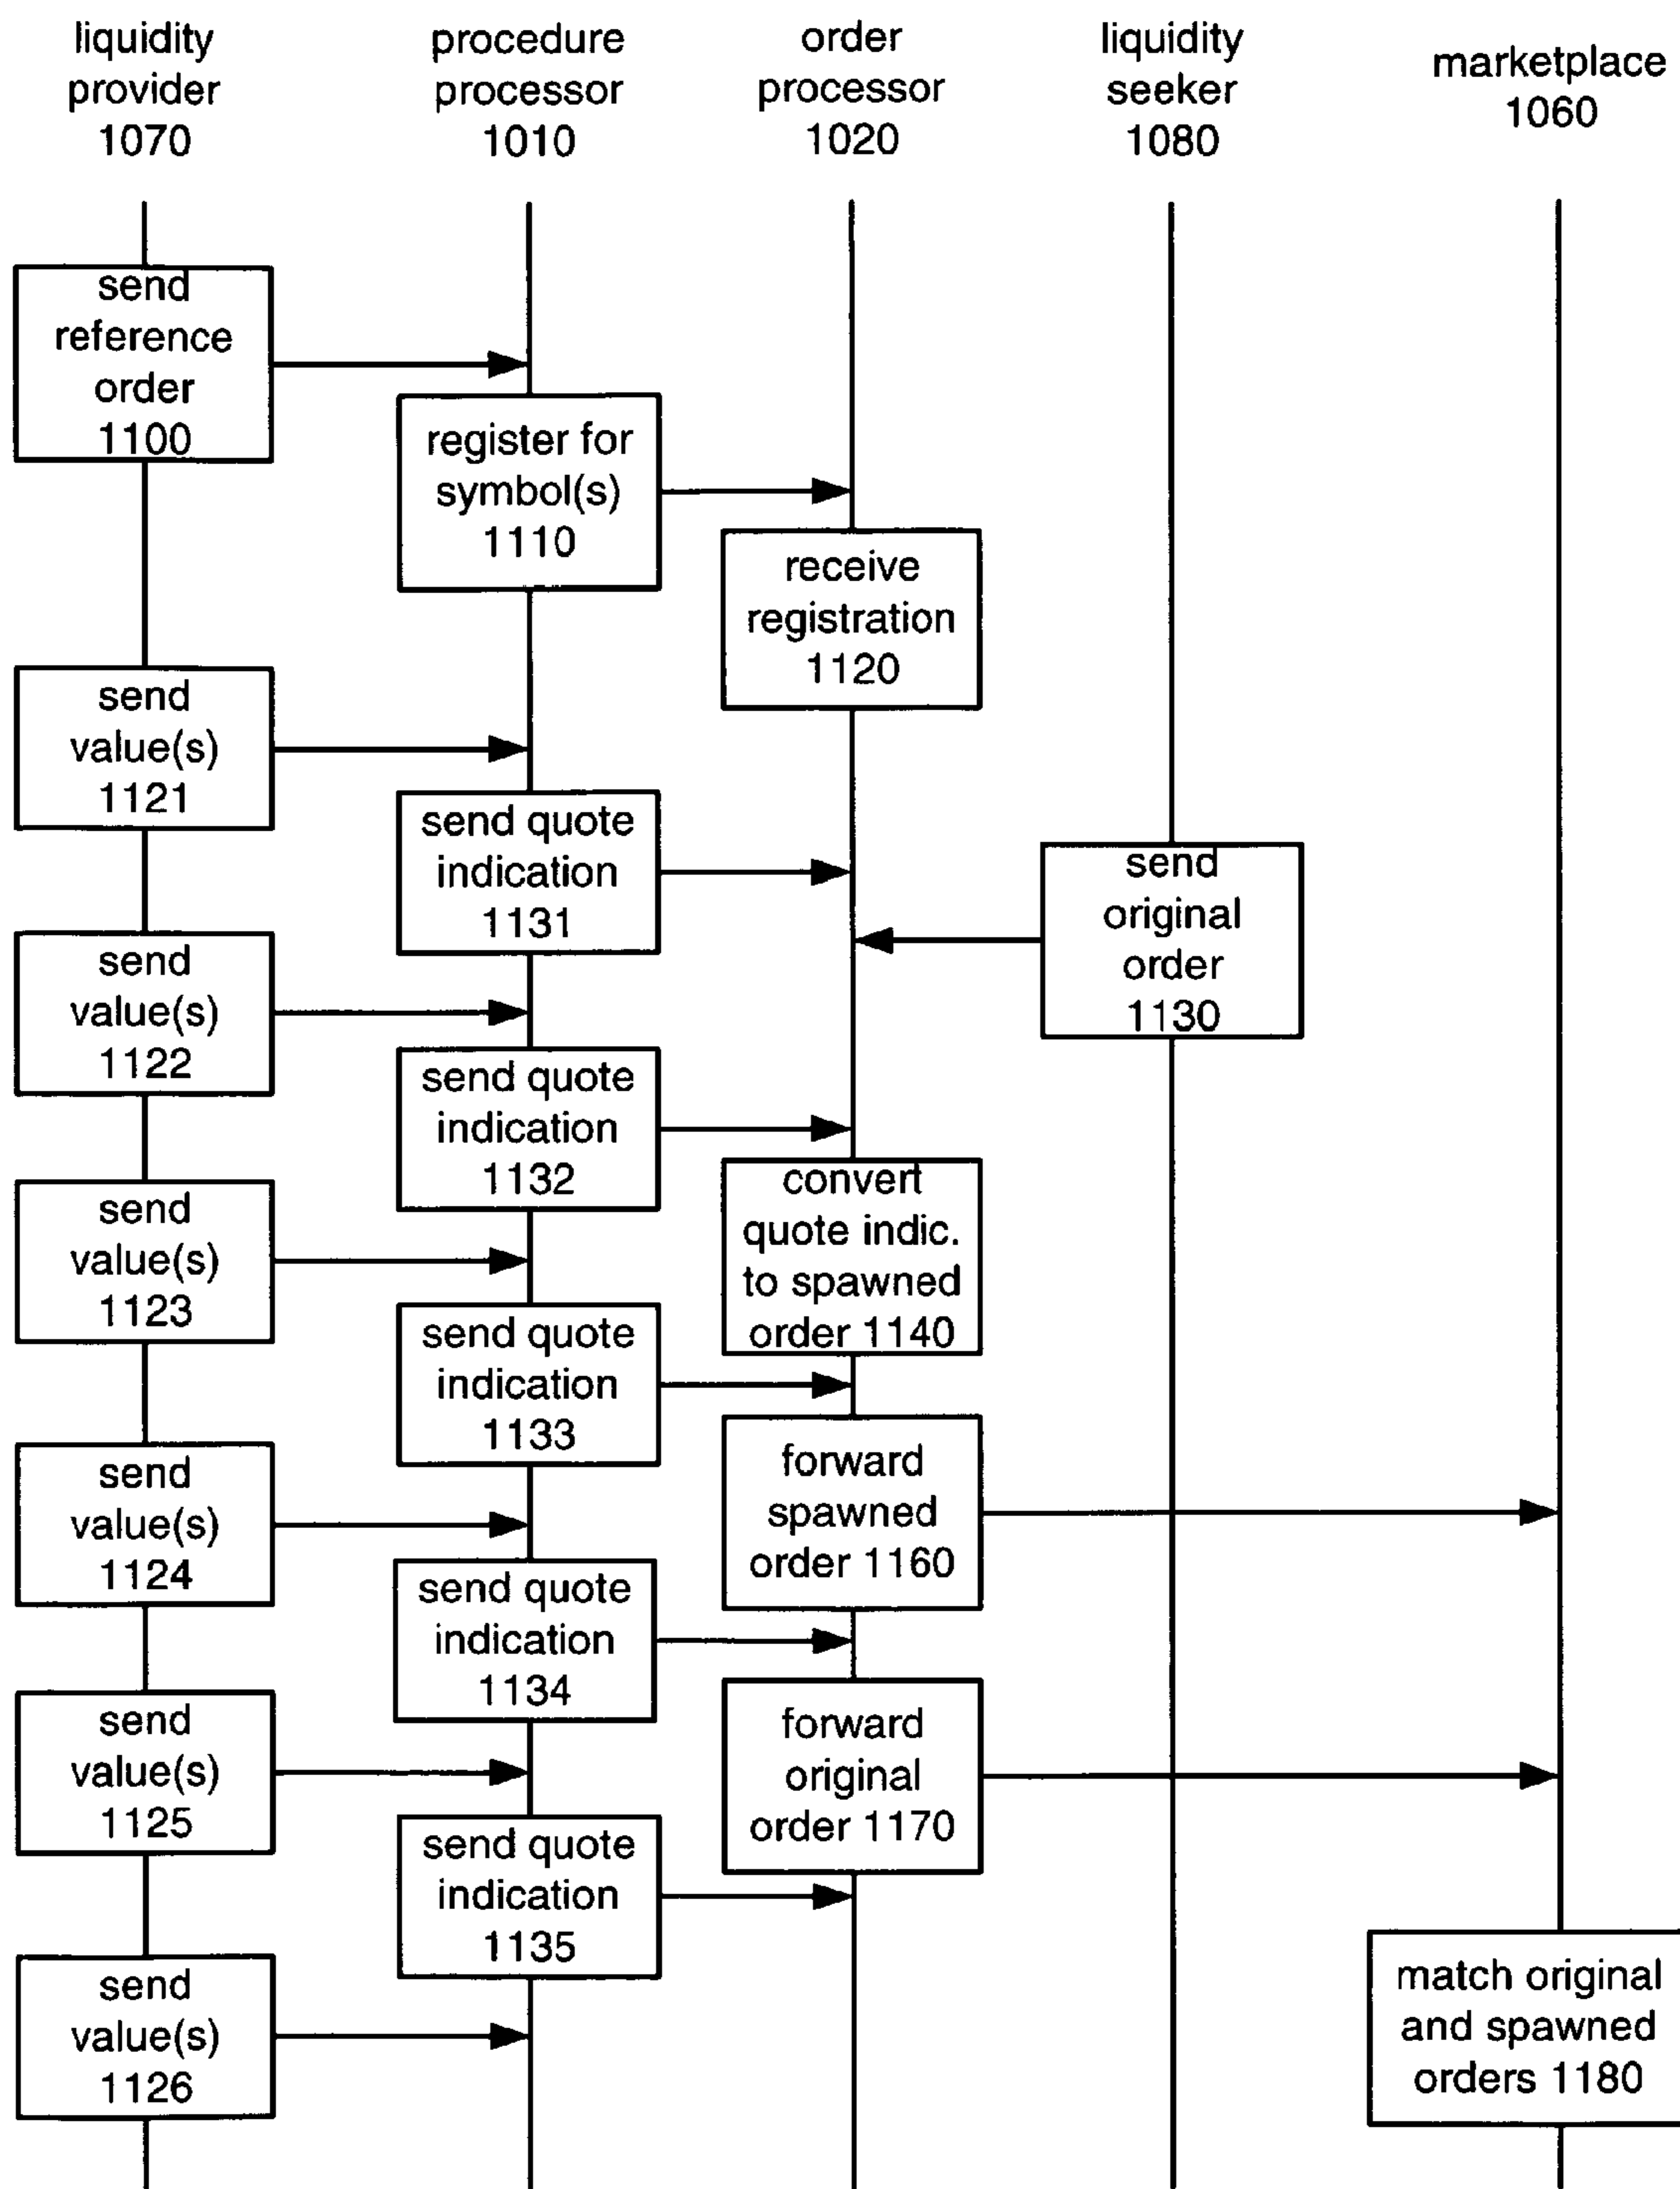 liquidity
provider
1070
procedure
processor
1010
order
processor
1020
liquidity
seeker
1080
marketplace
1060
send
reference
order
1100
register for
symbol(s)
1110
receive
registration
1120
send
value(s)
1121
send quote
indication
1131
send
original
order
1130
send
value(s)
1122
send quote
indication
1132
convert
quote indic.
to spawned
order 1140
send
value(s)
1123
send quote
indication
1133
forward
spawned
order 1160
send
value(s)
1124
send quote
indication
1134
forward
original
order 1170
send
value(s)
1125
send quote
indication
1135
match original
and spawned
orders 1180
send
value(s)
1126